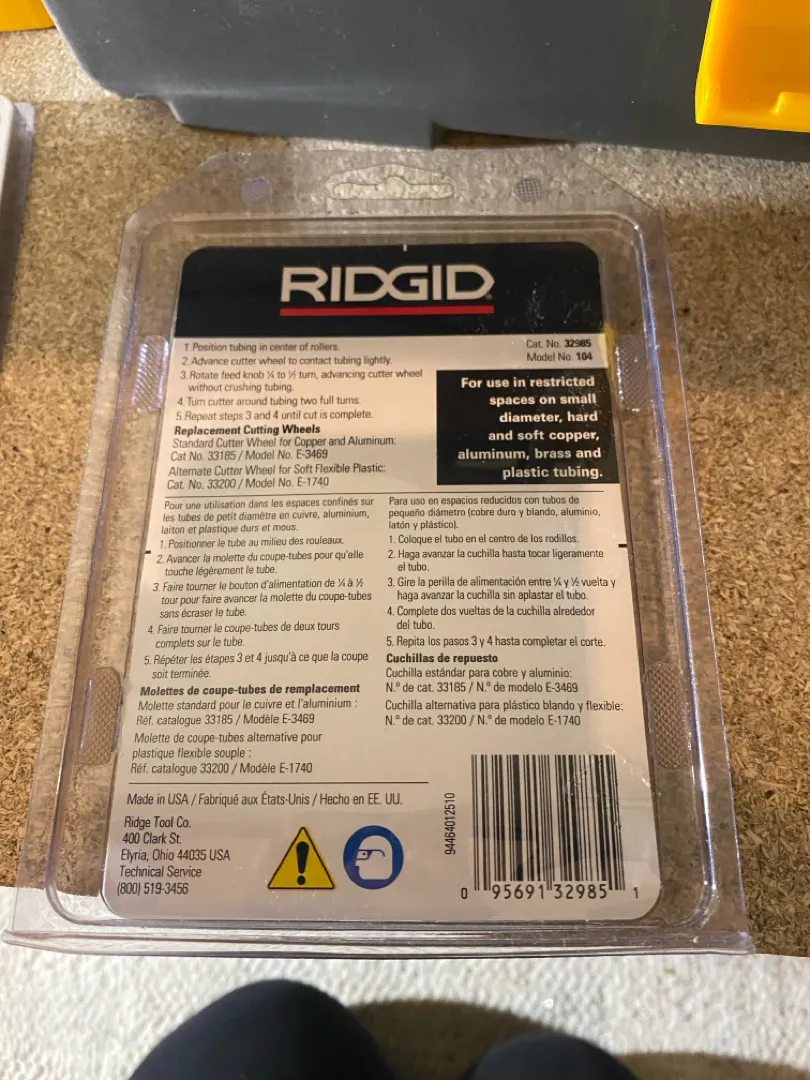 RIDGID
1. Position tubing in center of rollers.
2. Advance cutter wheel to contact tubing lightly.
3. Rotate feed knob ¼ to ½ turn, advancing cutter wheel
without crushing tubing.
4. Turn cutter around tubing two full turns.
5. Repeat steps 3 and 4 until cut is complete.
Replacement Cutting Wheels
Standard Cutter Wheel for Copper and Aluminum:
Cat No. 33185 / Model No. E-3469
Alternate Cutter Wheel for Soft Flexible Plastic:
Cat. No. 33200 / Model No. E-1740
Cat. No. 32985
Model No. 104
For use in restricted
spaces on small
diameter, hard
and soft copper,
aluminum, brass and
plastic tubing.
Pour une utilisation dans les espaces confinés sur
les tubes de petit diamètre en cuivre, aluminium,
laiton et plastique durs et mous.
1. Positionner le tube au milieu des rouleaux.
2. Avancer la molette du coupe-tubes pour qu'elle
touche légèrement le tube.
3. Faire tourner le bouton d'alimentation de ¼ à ½
tour pour faire avancer la molette du coupe-tubes
sans écraser le tube.
4. Faire tourner le coupe-tubes de deux tours
complets sur le tube.
5. Répéter les étapes 3 et 4 jusqu'à ce que la coupe
soit terminée.
Molettes de coupe-tubes de remplacement
Molette standard pour le cuivre et l'aluminium :
Réf. catalogue 33185 / Modèle E-3469
Molette de coupe-tubes alternative pour
plastique flexible souple :
Réf. catalogue 33200 / Modèle E-1740
Para uso en espacios reducidos con tubos de
pequeño diámetro (cobre duro y blando, aluminio,
latón y plástico).
1. Coloque el tubo en el centro de los rodillos.
2. Haga avanzar la cuchilla hasta tocar ligeramente
el tubo.
3. Gire la perilla de alimentación entre ¼ y ½ vuelta y
haga avanzar la cuchilla sin aplastar el tubo.
4. Complete dos vueltas de la cuchilla alrededor
del tubo.
5. Repita los pasos 3 y 4 hasta completar el corte.
Cuchillas de repuesto
Cuchilla estándar para cobre y aluminio:
N.º de cat. 33185 / N.º de modelo E-3469
Cuchilla alternativa para plástico blando y flexible:
N.º de cat. 33200 / N.º de modelo E-1740
Made in USA / Fabriqué aux États-Unis / Hecho en EE. UU.
Ridge Tool Co.
400 Clark St.
Elyria, Ohio 44035 USA
Technical Service
(800) 519-3456
94464012510
0 95691 32985 1